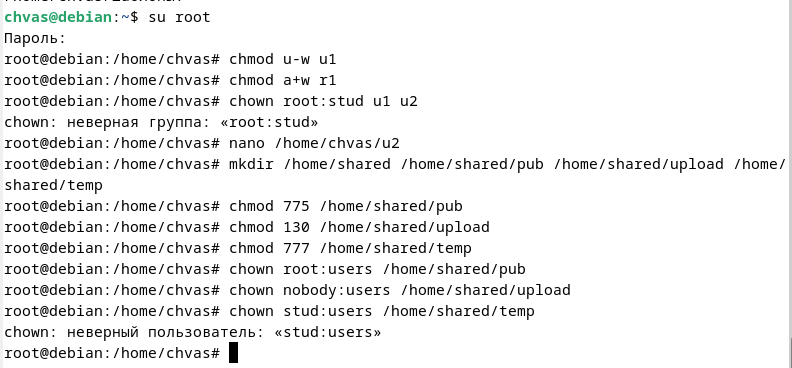 chvas@debian:~$ su root
Пароль:
root@debian:/home/chvas# chmod u-w u1
root@debian:/home/chvas# chmod a+w r1
root@debian:/home/chvas# chown root:stud u1 u2
chown: неверная группа: «root:stud»
root@debian:/home/chvas# nano /home/chvas/u2
root@debian:/home/chvas# mkdir /home/shared /home/shared/pub /home/shared/upload /home/
shared/temp
root@debian:/home/chvas# chmod 775 /home/shared/pub
root@debian:/home/chvas# chmod 130 /home/shared/upload
root@debian:/home/chvas# chmod 777 /home/shared/temp
root@debian:/home/chvas# chown root:users /home/shared/pub
root@debian:/home/chvas# chown nobody:users /home/shared/upload
root@debian:/home/chvas# chown stud:users /home/shared/temp
chown: неверный пользователь: «stud:users»
root@debian:/home/chvas#